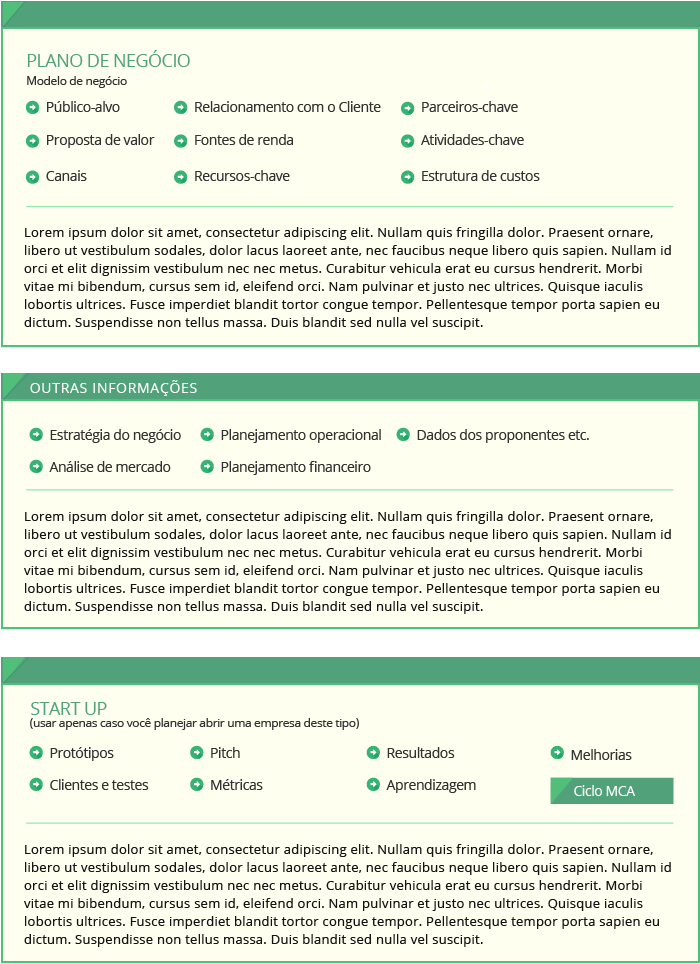 PLANO DE NEGÓCIO
Modelo de negócio
Público-alvo Relacionamento com o Cliente Parceiros-chave
Proposta de valor Fontes de renda Atividades-chave
Canais Recursos-chave Estrutura de custos
Lorem ipsum dolor sit amet, consectetur adipiscing elit. Nullam quis fringilla dolor. Praesent ornare,
libero ut vestibulum sodales, dolor lacus laoreet ante, nec faucibus neque libero quis sapien. Nullam id
orci et elit dignissim vestibulum nec nec metus. Curabitur vehicula erat eu cursus hendrerit. Morbi
vitae mi bibendum, cursus sem id, eleifend orci. Nam pulvinar et justo nec ultrices. Quisque iaculis
lobortis ultrices. Fusce imperdiet blandit tortor congue tempor. Pellentesque tempor porta sapien eu
dictum. Suspendisse non tellus massa. Duis blandit sed nulla vel suscipit.
OUTRAS INFORMAÇÕES
Estratégia do negócio Planejamento operacional Dados dos proponentes etc.
Análise de mercado Planejamento financeiro
Lorem ipsum dolor sit amet, consectetur adipiscing elit. Nullam quis fringilla dolor. Praesent ornare,
libero ut vestibulum sodales, dolor lacus laoreet ante, nec faucibus neque libero quis sapien. Nullam id
orci et elit dignissim vestibulum nec nec metus. Curabitur vehicula erat eu cursus hendrerit. Morbi
vitae mi bibendum, cursus sem id, eleifend orci. Nam pulvinar et justo nec ultrices. Quisque iaculis
lobortis ultrices. Fusce imperdiet blandit tortor congue tempor. Pellentesque tempor porta sapien eu
dictum. Suspendisse non tellus massa. Duis blandit sed nulla vel suscipit.
START UP
(usar apenas caso você planejar abrir uma empresa deste tipo)
Protótipos Pitch Resultados Melhorias
Clientes e testes Métricas Aprendizagem Ciclo MCA
Lorem ipsum dolor sit amet, consectetur adipiscing elit. Nullam quis fringilla dolor. Praesent ornare,
libero ut vestibulum sodales, dolor lacus laoreet ante, nec faucibus neque libero quis sapien. Nullam id
orci et elit dignissim vestibulum nec nec metus. Curabitur vehicula erat eu cursus hendrerit. Morbi
vitae mi bibendum, cursus sem id, eleifend orci. Nam pulvinar et justo nec ultrices. Quisque iaculis
lobortis ultrices. Fusce imperdiet blandit tortor congue tempor. Pellentesque tempor porta sapien eu
dictum. Suspendisse non tellus massa. Duis blandit sed nulla vel suscipit.